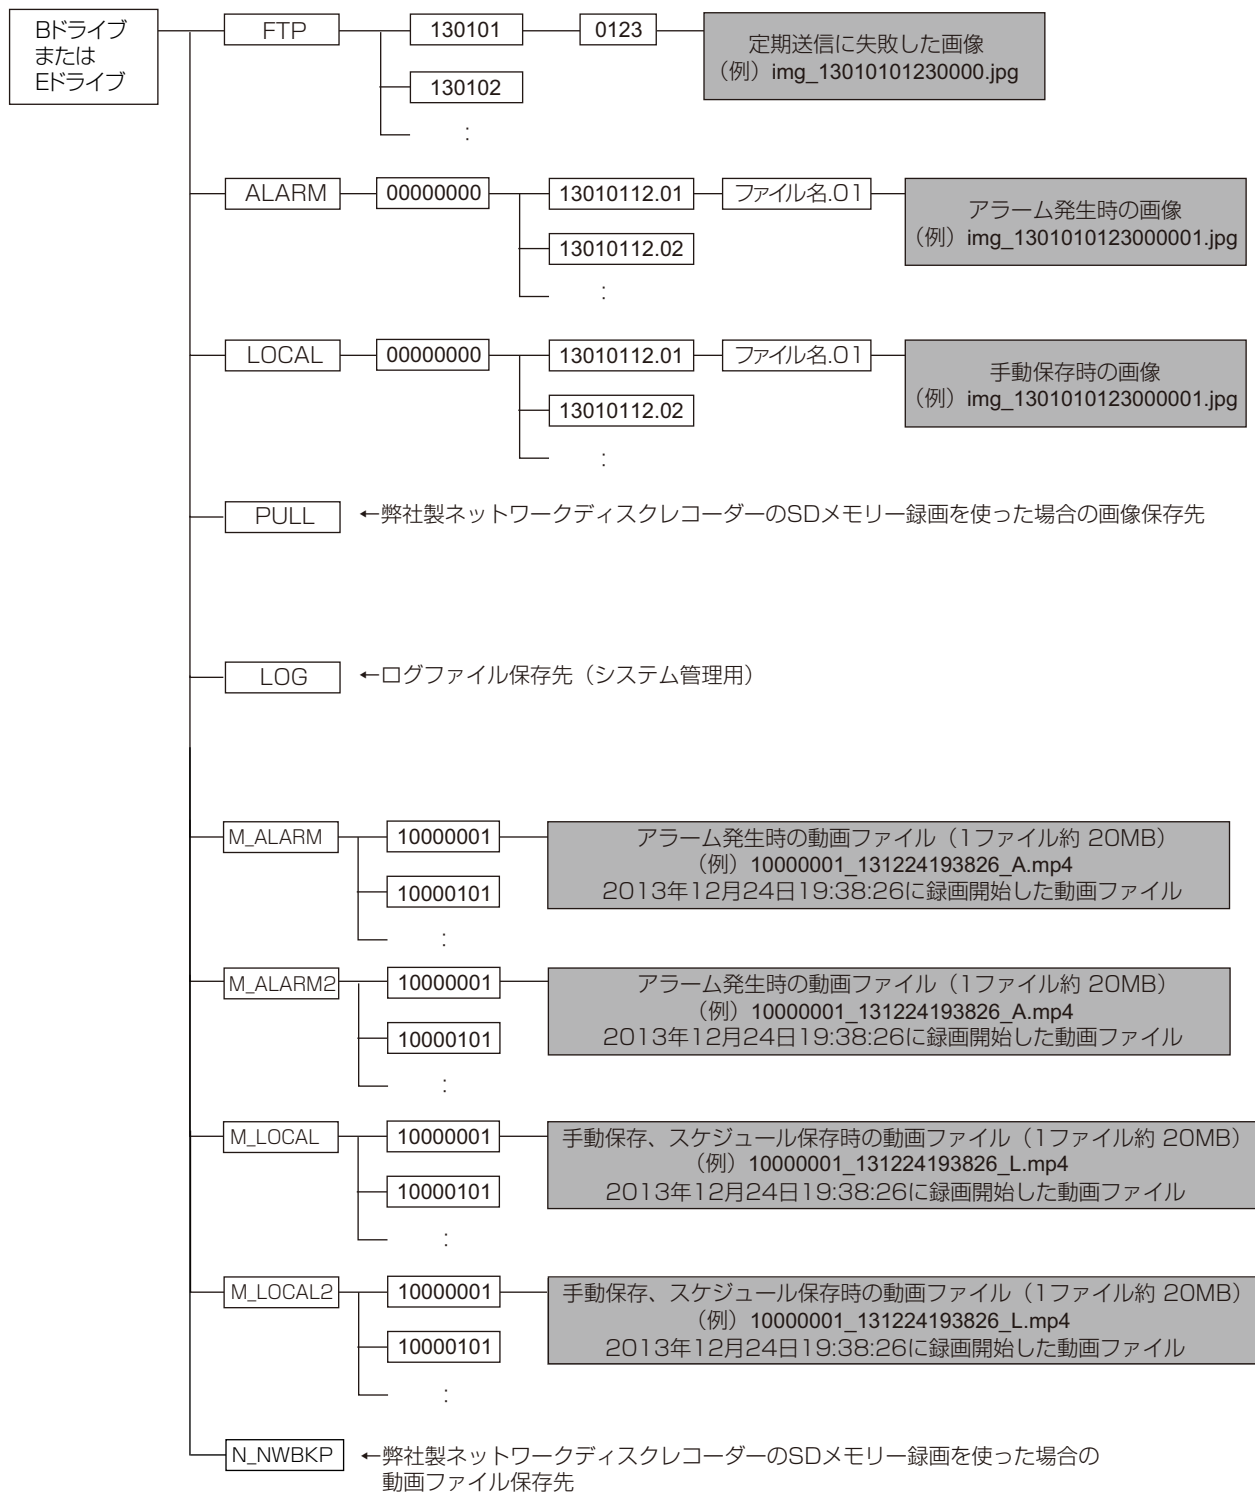 Bドライブ
または
Eドライブ
FTP
130101
0123
定期送信に失敗した画像
（例）img_13010101230000.jpg
130102
:
ALARM
00000000
13010112.01
ファイル名.01
アラーム発生時の画像
（例）img_1301010123000001.jpg
13010112.02
:
LOCAL
00000000
13010112.01
ファイル名.01
手動保存時の画像
（例）img_1301010123000001.jpg
13010112.02
:
PULL
←弊社製ネットワークディスクレコーダーのSDメモリー録画を使った場合の画像保存先
LOG
←ログファイル保存先（システム管理用）
M_ALARM
10000001
アラーム発生時の動画ファイル（1ファイル約 20MB）
（例）10000001_131224193826_A.mp4
2013年12月24日19:38:26に録画開始した動画ファイル
10000101
:
M_ALARM2
10000001
アラーム発生時の動画ファイル（1ファイル約 20MB）
（例）10000001_131224193826_A.mp4
2013年12月24日19:38:26に録画開始した動画ファイル
10000101
:
M_LOCAL
10000001
手動保存、スケジュール保存時の動画ファイル（1ファイル約 20MB）
（例）10000001_131224193826_L.mp4
2013年12月24日19:38:26に録画開始した動画ファイル
10000101
:
M_LOCAL2
10000001
手動保存、スケジュール保存時の動画ファイル（1ファイル約 20MB）
（例）10000001_131224193826_L.mp4
2013年12月24日19:38:26に録画開始した動画ファイル
10000101
:
N_NWBKP
←弊社製ネットワークディスクレコーダーのSDメモリー録画を使った場合の
動画ファイル保存先